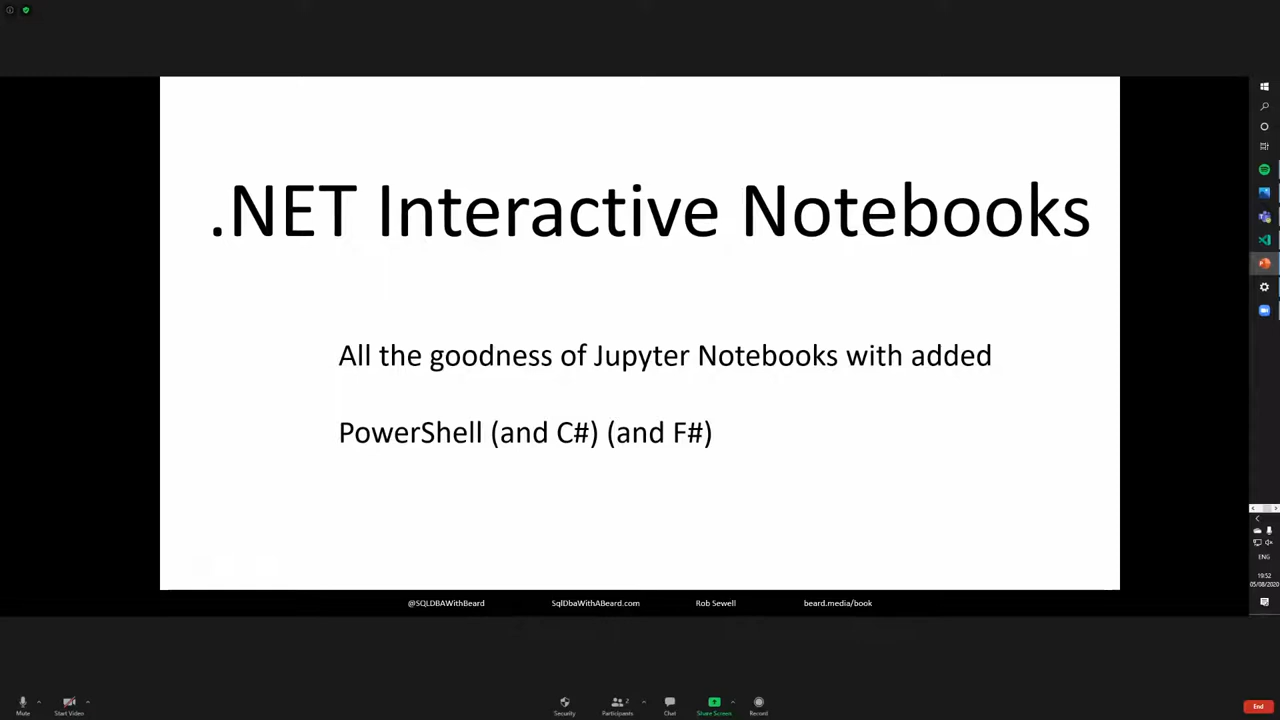 .NET Interactive Notebooks
All the goodness of Jupyter Notebooks with added
PowerShell (and C#) (and F#)
@SQLDBAWithBeard SqlDbaWithABeard.com Rob Sewell beard.media/book
ENG
19:52
05/08/2020
Mute Start Video Security Participants 2 Chat Share Screen Record End